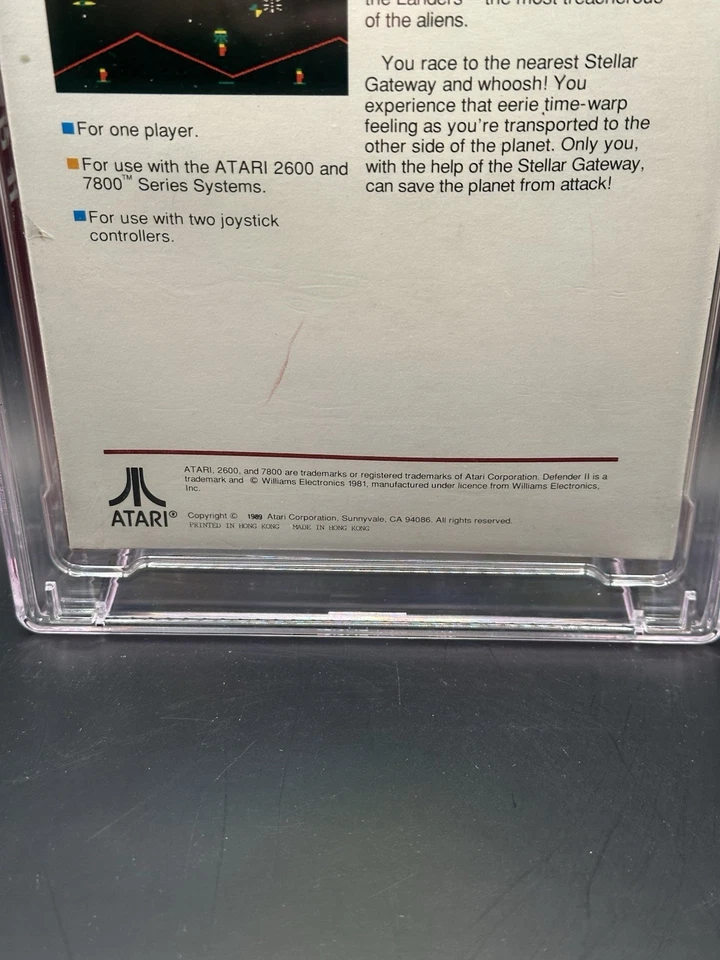 the Landers — the most treacherous
of the aliens.
You race to the nearest Stellar
Gateway and whoosh! You
experience that eerie time-warp
feeling as you're transported to the
other side of the planet. Only you,
with the help of the Stellar Gateway,
can save the planet from attack!
For one player.
For use with the ATARI 2600 and
7800™ Series Systems.
For use with two joystick
controllers.
ATARI, 2600, and 7800 are trademarks or registered trademarks of Atari Corporation. Defender II is a
trademark and © Williams Electronics 1981, manufactured under licence from Williams Electronics,
Inc.
ATARI®
Copyright © 1989 Atari Corporation, Sunnyvale, CA 94086. All rights reserved.
PRINTED IN HONG KONG MADE IN HONG KONG